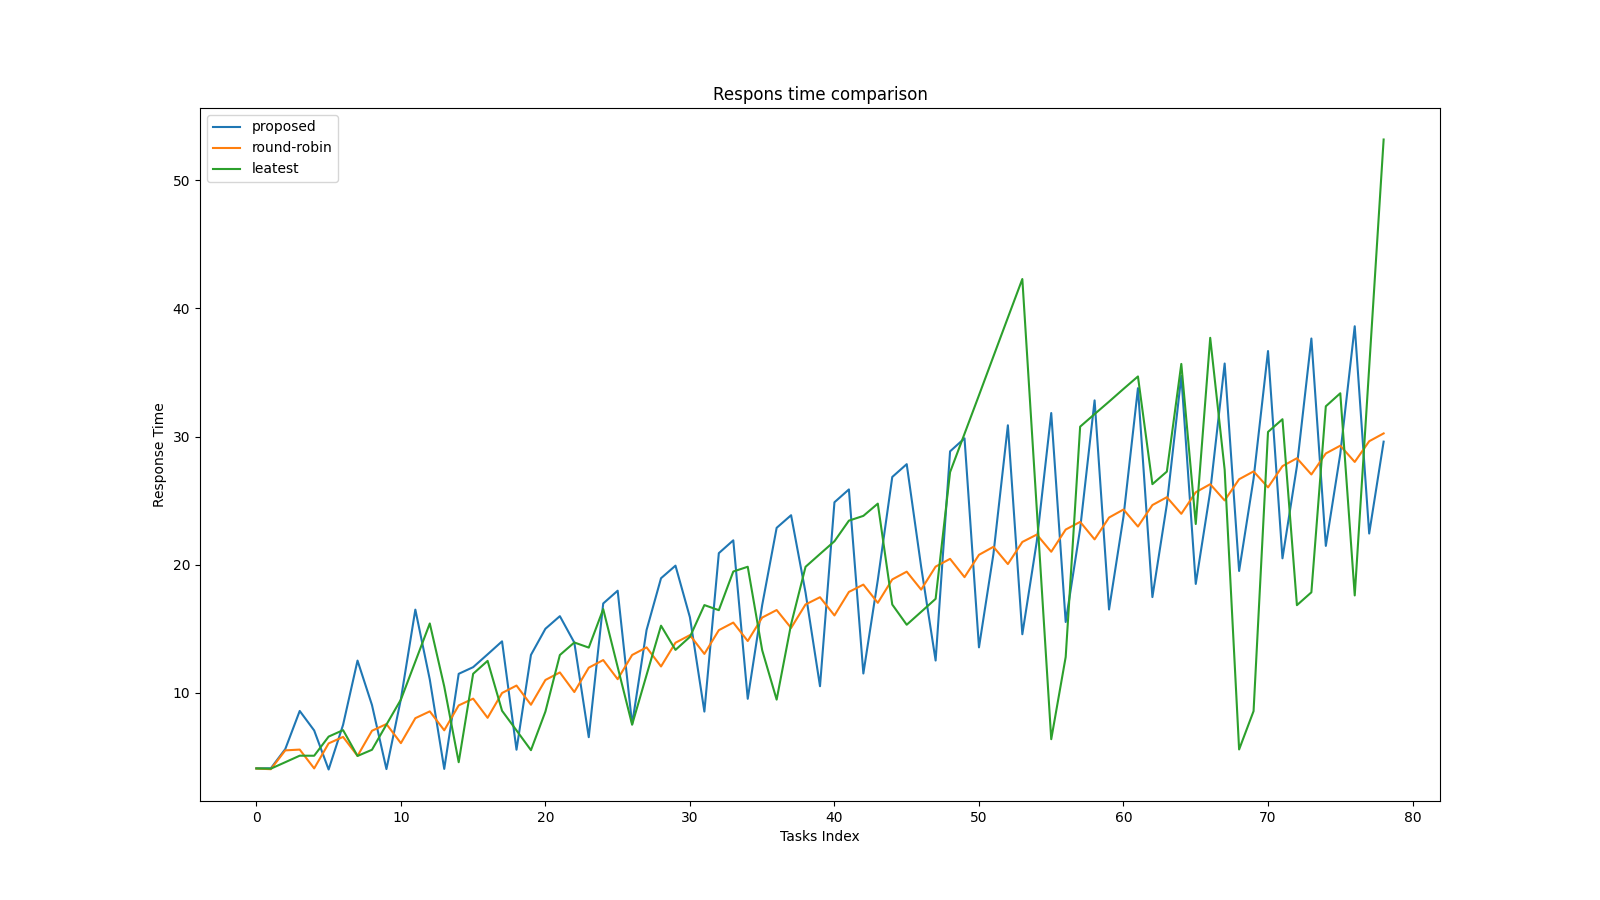 Respons time comparison
proposed
round-robin
leatest
50
40
30
20
10
Response Time
0 10 20 30 40 50 60 70 80
Tasks Index